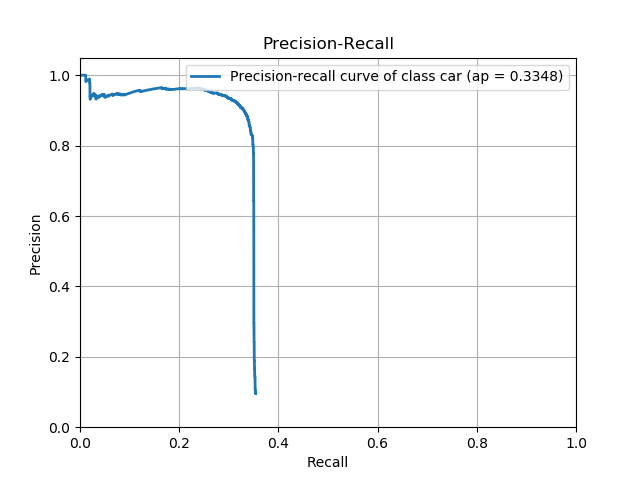 Precision-Recall
Precision-recall curve of class car (ap = 0.3348)
1.0
0.8
0.6
0.4
0.2
0.0
Precision
0.0 0.2 0.4 0.6 0.8 1.0
Recall